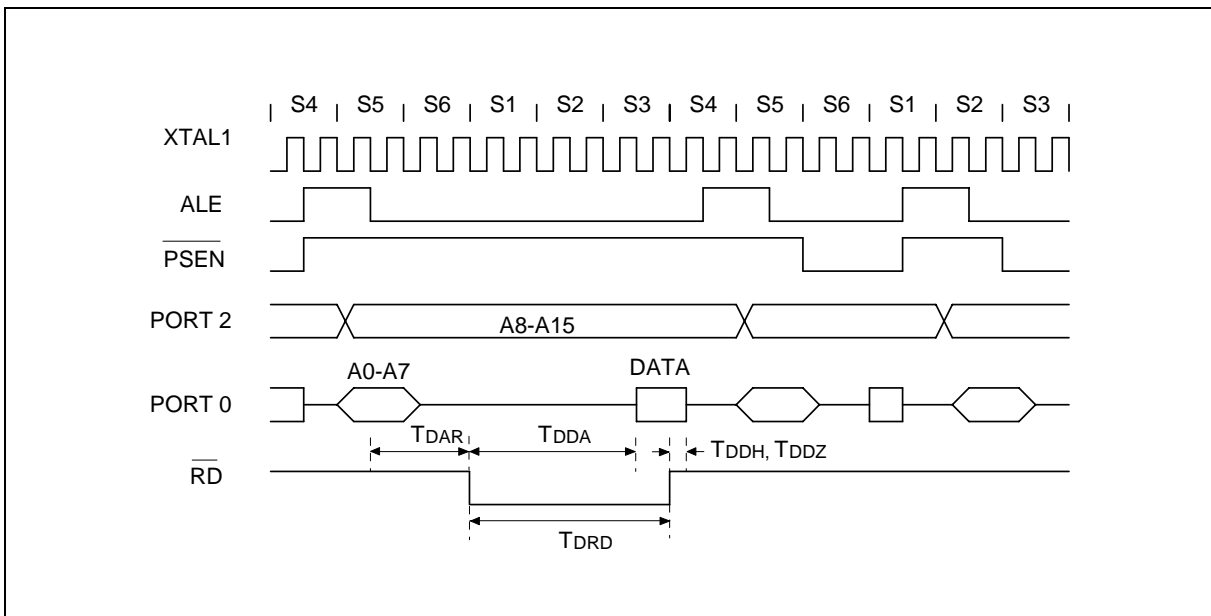 S4 S5 S6 S1 S2 S3 S4 S5 S6 S1 S2 S3
XTAL1
ALE
PSEN
PORT 2
A8-A15
A0-A7 DATA
PORT 0
TDAR TDDA TDDH, TDDZ
RD
TDRD